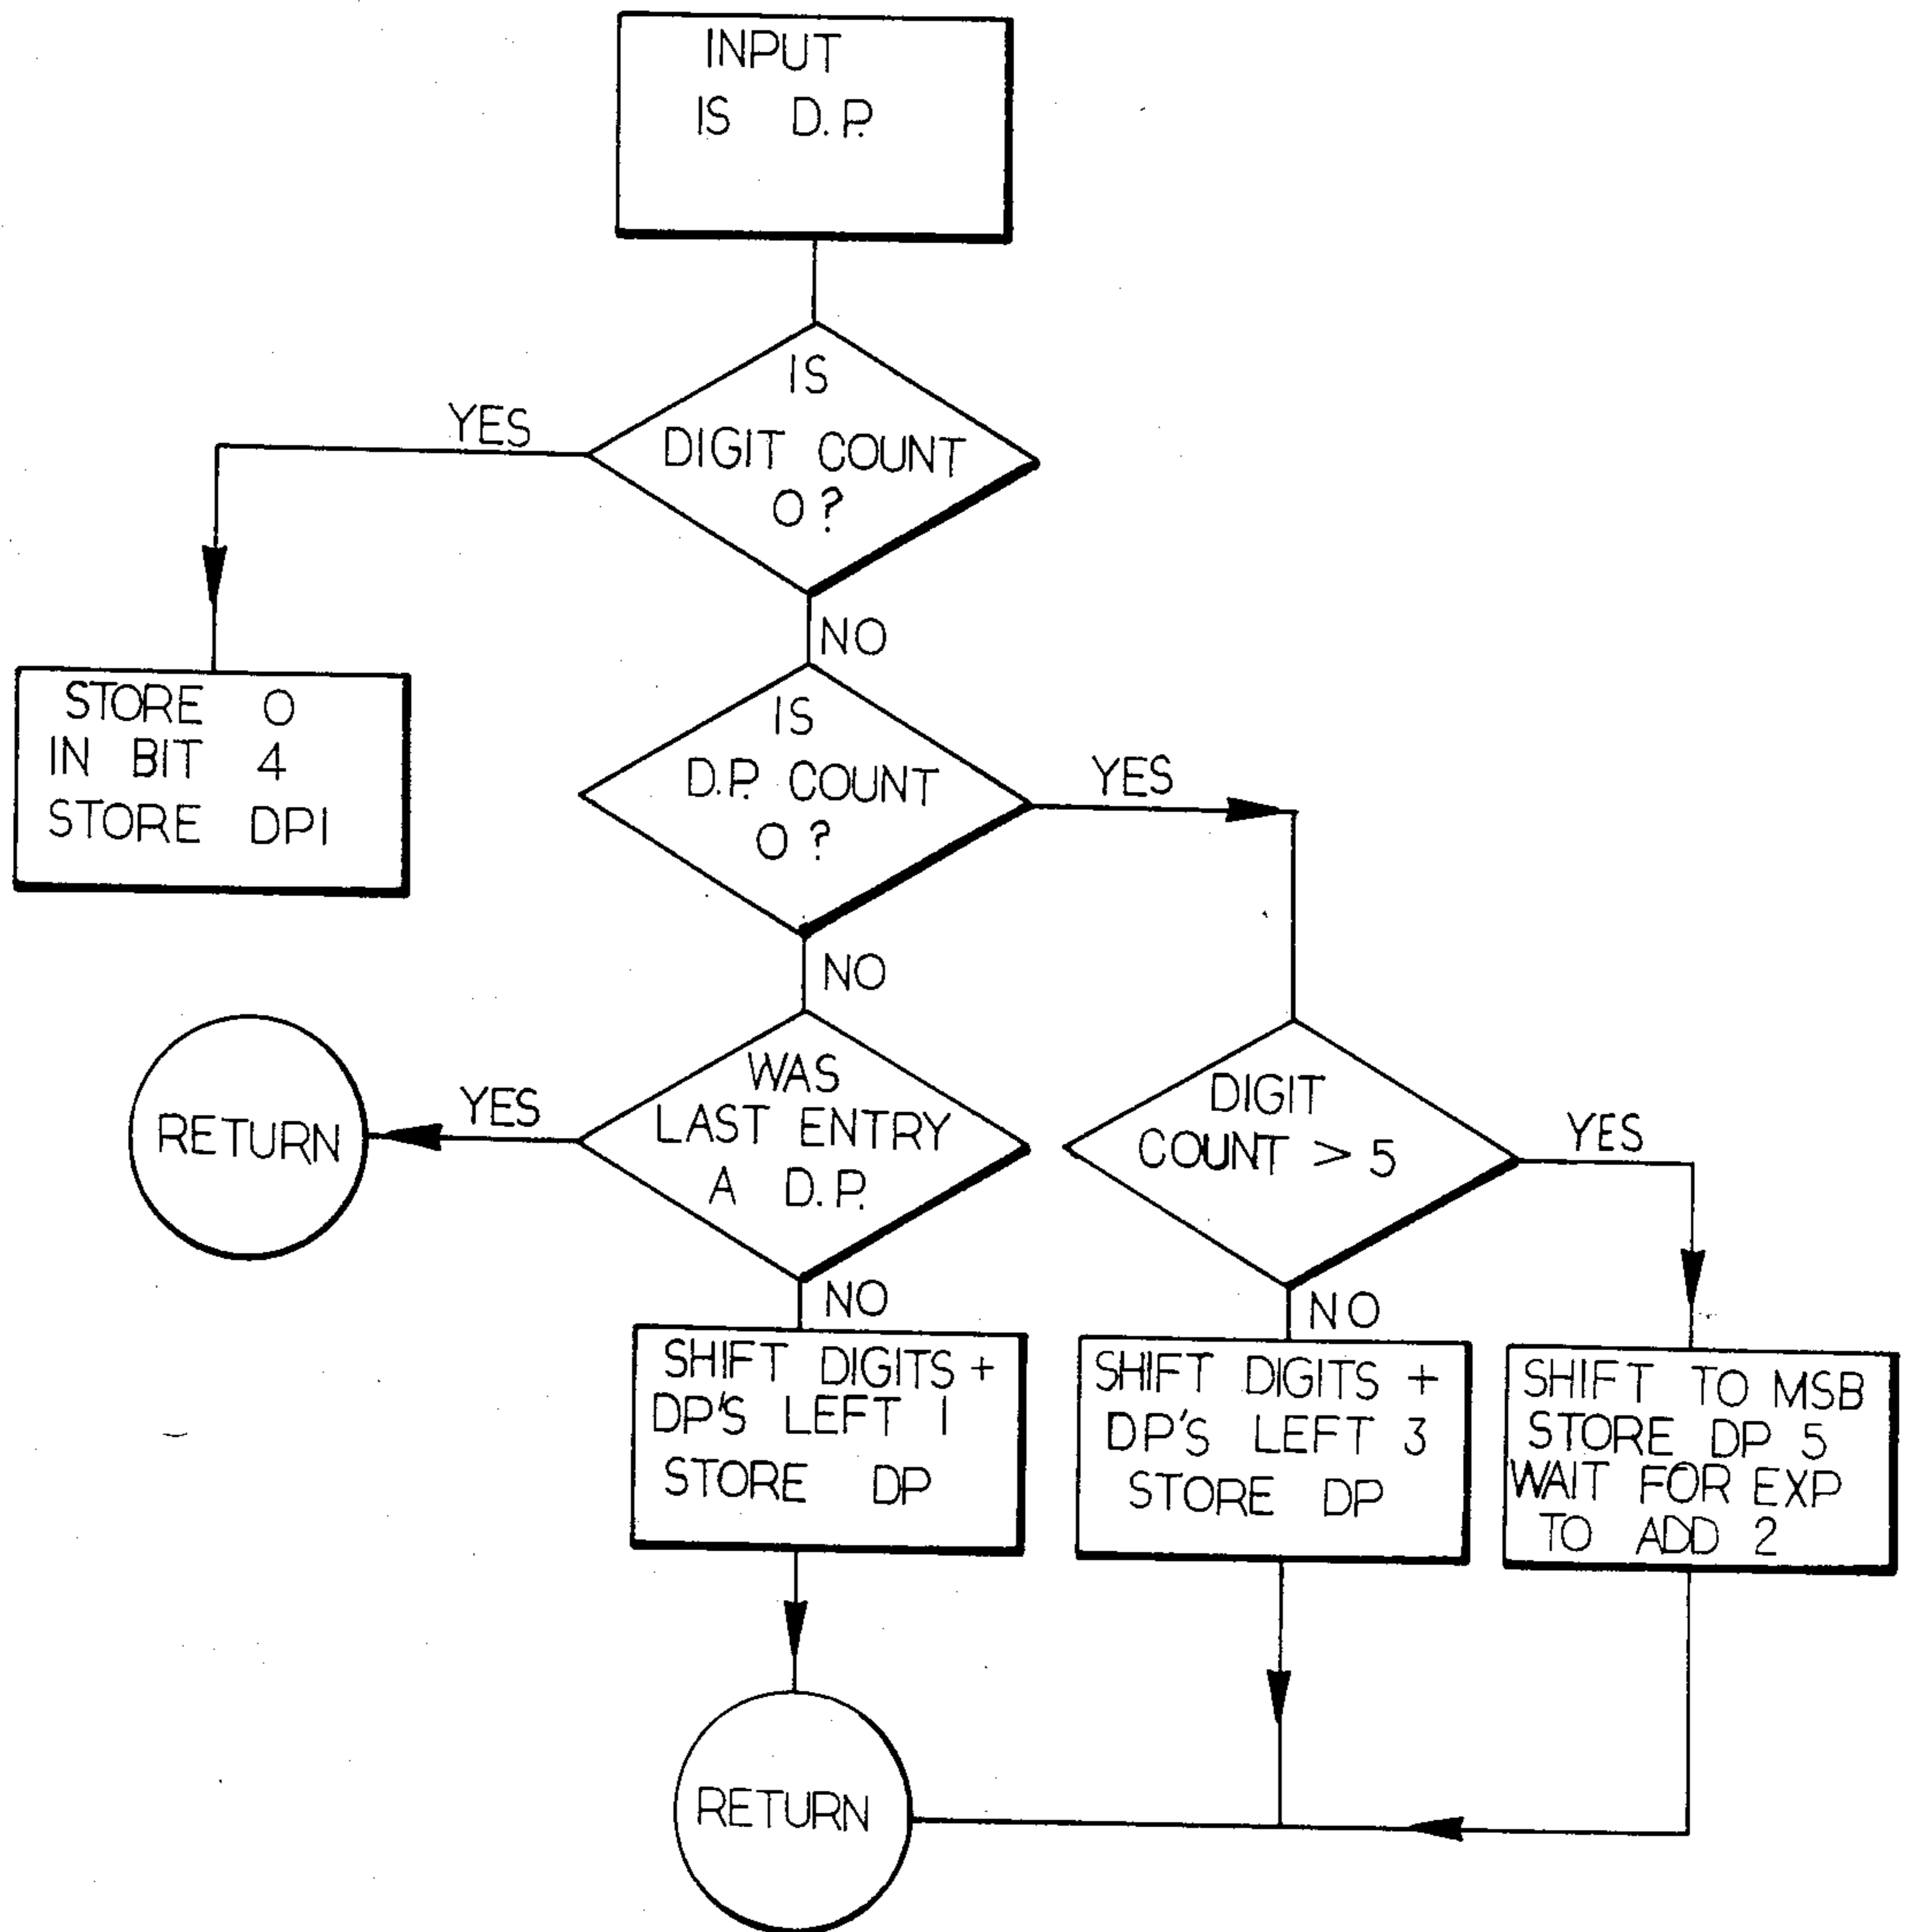 INPUT
IS D.P.
IS
DIGIT COUNT
0?
YES
NO
STORE 0
IN BIT 4
STORE DP1
IS
D.P. COUNT
0?
YES
NO
WAS
LAST ENTRY
A D.P.
YES
RETURN
NO
DIGIT
COUNT > 5
YES
NO
SHIFT DIGITS +
DP'S LEFT 1
STORE DP
SHIFT DIGITS +
DP'S LEFT 3
STORE DP
SHIFT TO MSB
STORE DP 5
WAIT FOR EXP
TO ADD 2
RETURN